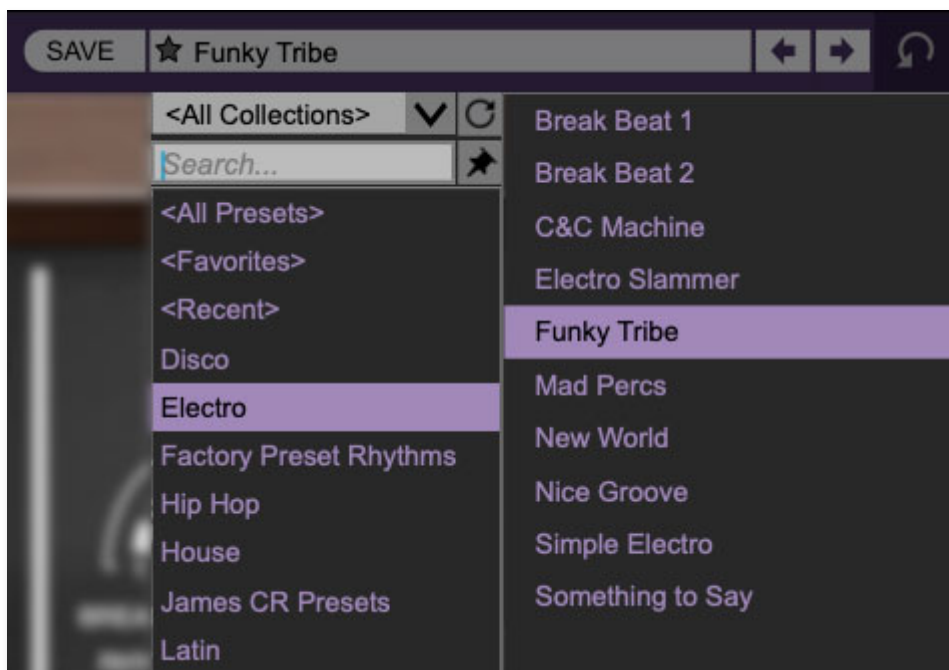 SAVE
Funky Tribe
<All Collections>
Search...
<All Presets>
<Favorites>
<Recent>
Disco
Electro
Factory Preset Rhythms
Hip Hop
House
James CR Presets
Latin
Break Beat 1
Break Beat 2
C&C Machine
Electro Slammer
Funky Tribe
Mad Percs
New World
Nice Groove
Simple Electro
Something to Say